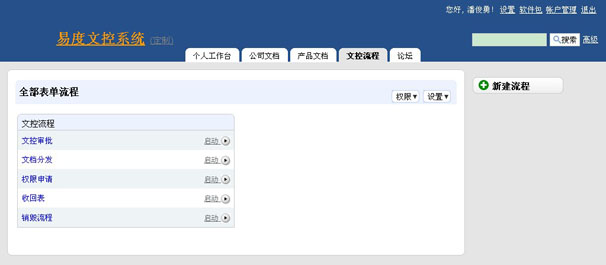 您好, 潘俊勇! 设置 软件包 帐户管理 退出
易度文控系统 (定制)
搜索 高级
个人工作台 公司文档 产品文档 文控流程 论坛
全部表单流程
权限▼ 设置▼
新建流程
文控流程
文控审批 启动
文档分发 启动
权限申请 启动
收回表 启动
销毁流程 启动